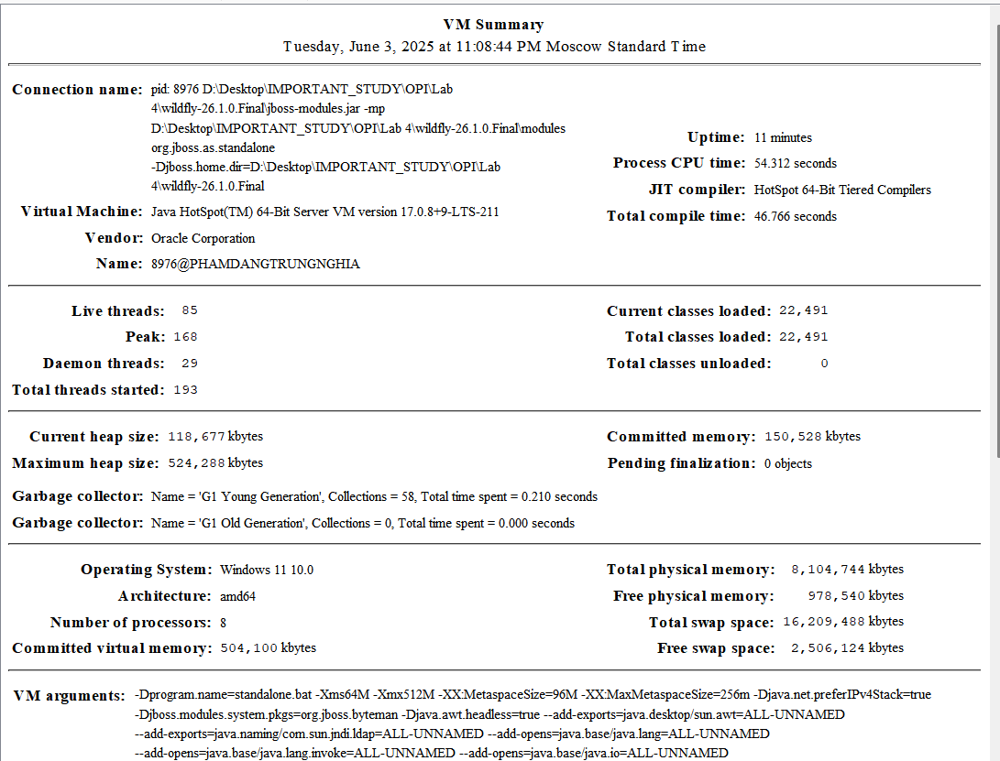 VM Summary
Tuesday, June 3, 2025 at 11:08:44 PM Moscow Standard Time
Connection name: pid: 8976 D:\Desktop\IMPORTANT_STUDY\OPI\Lab
4\wildfly-26.1.0.Final\jboss-modules.jar -mp
D:\Desktop\IMPORTANT_STUDY\OPI\Lab 4\wildfly-26.1.0.Final\modules
org.jboss.as.standalone
-Djboss.home.dir=D:\Desktop\IMPORTANT_STUDY\OPI\Lab
4\wildfly-26.1.0.Final
Virtual Machine: Java HotSpot(TM) 64-Bit Server VM version 17.0.8+9-LTS-211
Vendor: Oracle Corporation
Name: 8976@PHAMDANGTRUNGNGHIA
Uptime: 11 minutes
Process CPU time: 54.312 seconds
JIT compiler: HotSpot 64-Bit Tiered Compilers
Total compile time: 46.766 seconds
Live threads: 85
Peak: 168
Daemon threads: 29
Total threads started: 193
Current classes loaded: 22,491
Total classes loaded: 22,491
Total classes unloaded: 0
Current heap size: 118,677 kbytes
Maximum heap size: 524,288 kbytes
Committed memory: 150,528 kbytes
Pending finalization: 0 objects
Garbage collector: Name = 'G1 Young Generation', Collections = 58, Total time spent = 0.210 seconds
Garbage collector: Name = 'G1 Old Generation', Collections = 0, Total time spent = 0.000 seconds
Operating System: Windows 11 10.0
Architecture: amd64
Number of processors: 8
Committed virtual memory: 504,100 kbytes
Total physical memory: 8,104,744 kbytes
Free physical memory: 978,540 kbytes
Total swap space: 16,209,488 kbytes
Free swap space: 2,506,124 kbytes
VM arguments: -Dprogram.name=standalone.bat -Xms64M -Xmx512M -XX:MetaspaceSize=96M -XX:MaxMetaspaceSize=256m -Djava.net.preferIPv4Stack=true
-Djboss.modules.system.pkgs=org.jboss.byteman -Djava.awt.headless=true --add-exports=java.desktop/sun.awt=ALL-UNNAMED
--add-exports=java.naming/com.sun.jndi.ldap=ALL-UNNAMED --add-opens=java.base/java.lang=ALL-UNNAMED
--add-opens=java.base/java.lang.invoke=ALL-UNNAMED --add-opens=java.base/java.io=ALL-UNNAMED